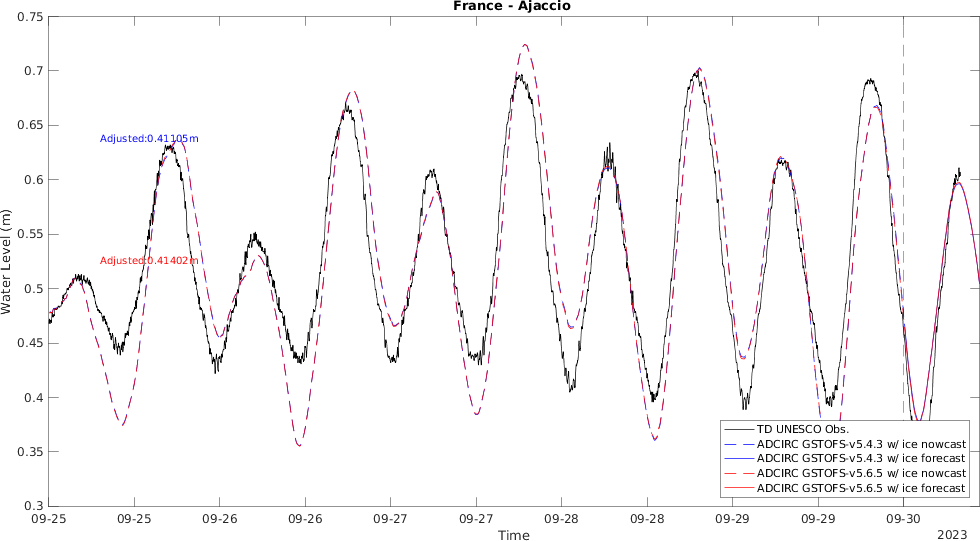 France - Ajaccio
0.75
0.7
0.65
0.6
0.55
0.5
0.45
0.4
0.35
0.3
Water Level (m)
Adjusted:0.41105m
Adjusted:0.41402m
TD UNESCO Obs.
ADCIRC GSTOFS-v5.4.3 w/ ice nowcast
ADCIRC GSTOFS-v5.4.3 w/ ice forecast
ADCIRC GSTOFS-v5.6.5 w/ ice nowcast
ADCIRC GSTOFS-v5.6.5 w/ ice forecast
09-25 09-25 09-26 09-26 09-27 09-27 09-28 09-28 09-29 09-29 09-30
Time
2023